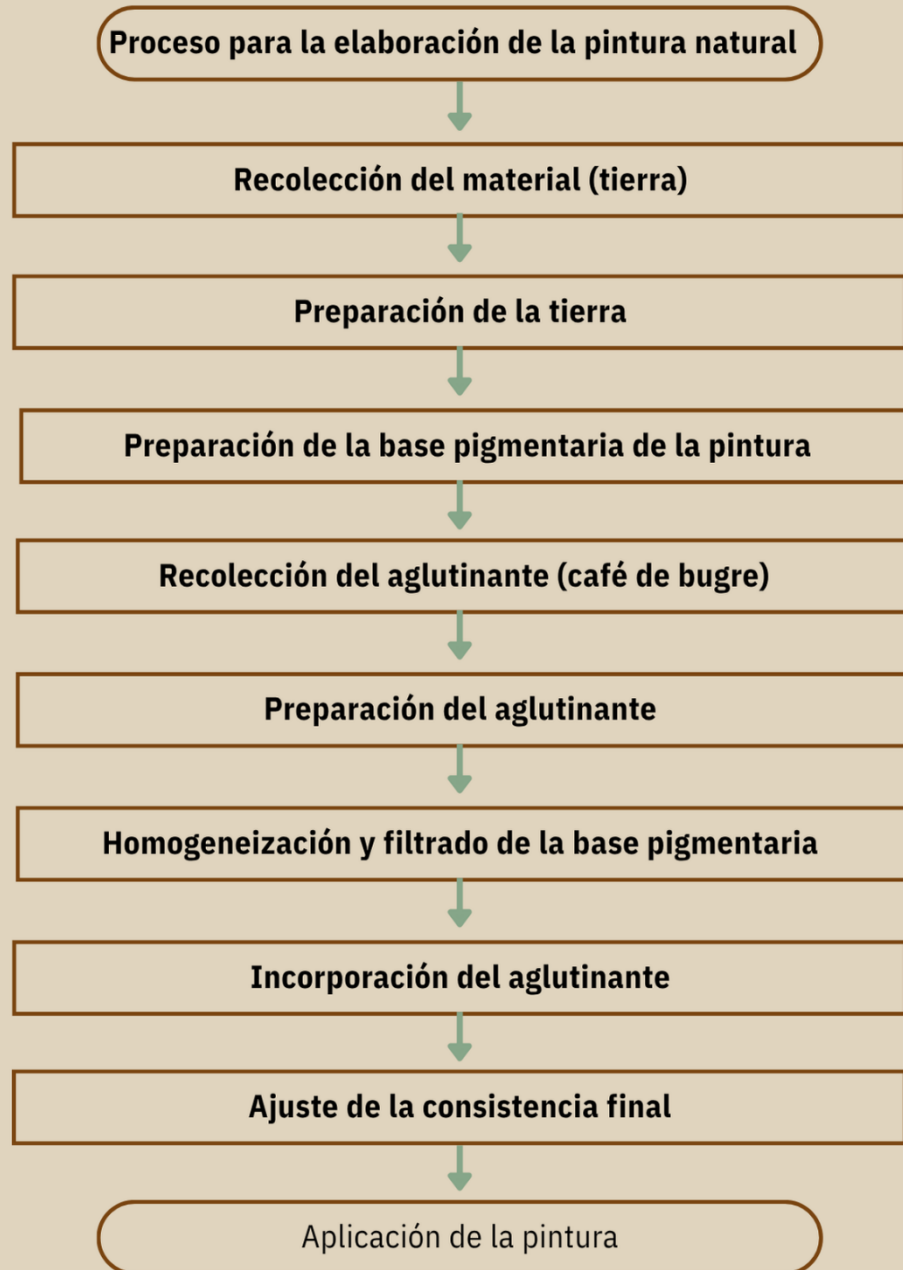 Proceso para la elaboración de la pintura natural
Recolección del material (tierra)
Preparación de la tierra
Preparación de la base pigmentaria de la pintura
Recolección del aglutinante (café de bugre)
Preparación del aglutinante
Homogeneización y filtrado de la base pigmentaria
Incorporación del aglutinante
Ajuste de la consistencia final
Aplicación de la pintura